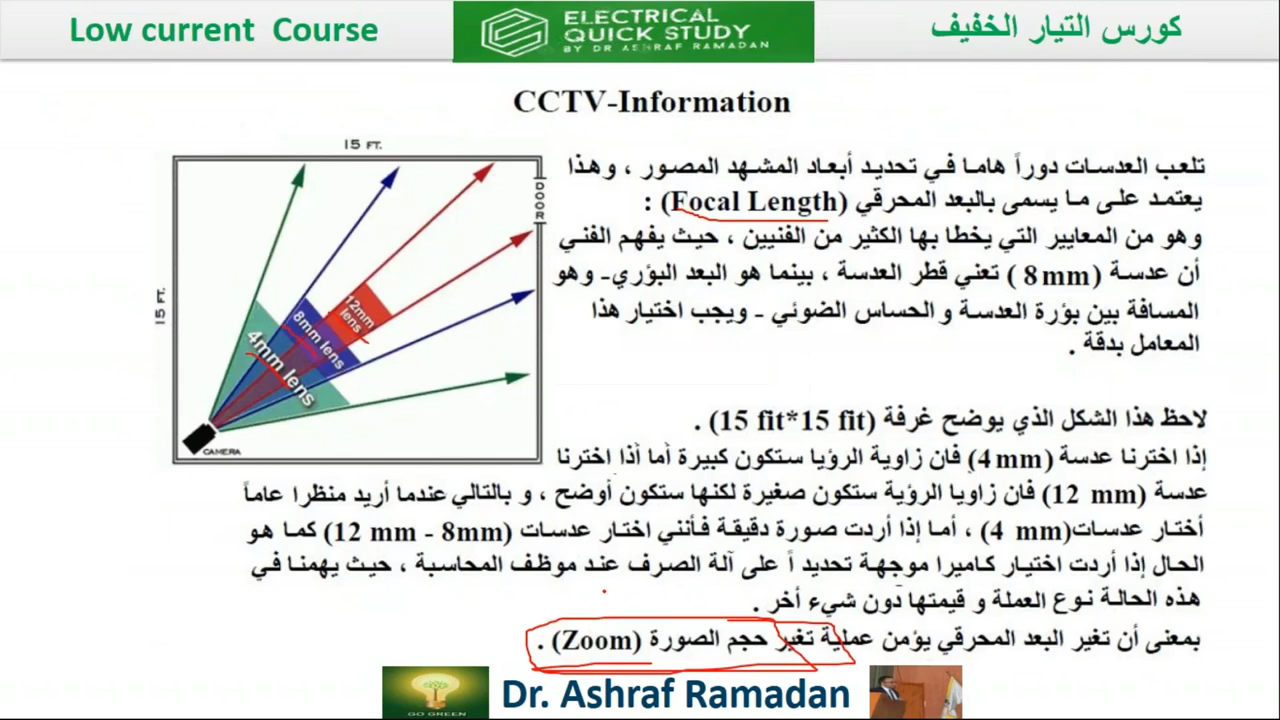 Low current Course
ELECTRICAL
QUICK STUDY
BY DR ASHRAF RAMADAN
كورس التيار الخفيف
CCTV-Information
15 FT.
15 FT.
DOOR
12mm lens
8mm lens
4mm lens
CAMERA
تلعب العدسات دوراً هاما في تحديد أبعاد المشهد المصور ، وهذا
يعتمد على ما يسمى بالبعد المحرقي (Focal Length) :
وهو من المعايير التي يخطا بها الكثير من الفنيين ، حيث يفهم الفني
أن عدسة (8mm ) تعني قطر العدسة ، بينما هو البعد البؤري- وهو
المسافة بين بؤرة العدسة و الحساس الضوئي - ويجب اختيار هذا
المعامل بدقة .
لاحظ هذا الشكل الذي يوضح غرفة (15 fit*15 fit) .
إذا اخترنا عدسة (4mm) فان زاوية الرؤيا ستكون كبيرة أما أذا اخترنا
عدسة (12 mm) فان زاويا الرؤية ستكون صغيرة لكنها ستكون أوضح ، و بالتالي عندما أريد منظرا عاماً
أختار عدسات(4 mm) ، أما إذا أردت صورة دقيقة فأنني اختار عدسات (12 mm - 8mm) كما هو
الحال إذا أردت اختيار كاميرا موجهة تحديد اً على آلة الصرف عند موظف المحاسبة ، حيث يهمنا في
هذه الحالة نوع العملة و قيمتها دون شيء أخر .
بمعنى أن تغير البعد المحرقي يؤمن عملية تغير حجم الصورة (Zoom) .
GO GREEN
Dr. Ashraf Ramadan